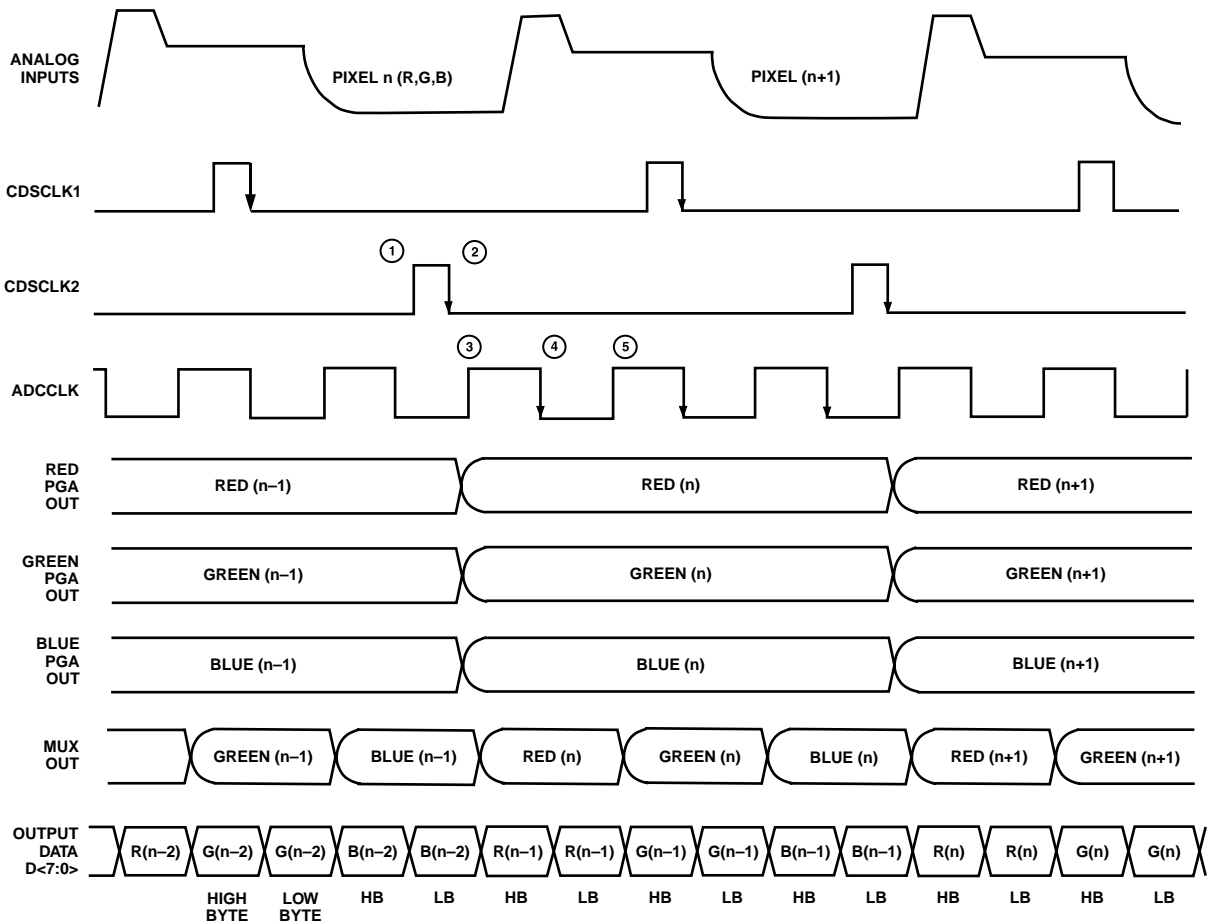 ANALOG
INPUTS
PIXEL n (R,G,B)
PIXEL (n+1)
CDSCLK1
1
2
CDSCLK2
3
4
5
ADCCLK
RED
PGA
OUT
RED (n–1)
RED (n)
RED (n+1)
GREEN
PGA
OUT
GREEN (n–1)
GREEN (n)
GREEN (n+1)
BLUE
PGA
OUT
BLUE (n–1)
BLUE (n)
BLUE (n+1)
MUX
OUT
GREEN (n–1)
BLUE (n–1)
RED (n)
GREEN (n)
BLUE (n)
RED (n+1)
GREEN (n+1)
OUTPUT
DATA
D<7:0>
R(n–2)
G(n–2)
G(n–2)
B(n–2)
B(n–2)
R(n–1)
R(n–1)
G(n–1)
G(n–1)
B(n–1)
B(n–1)
R(n)
R(n)
G(n)
G(n)
HIGH
BYTE
LOW
BYTE
HB
LB
HB
LB
HB
LB
HB
LB
HB
LB
HB
LB